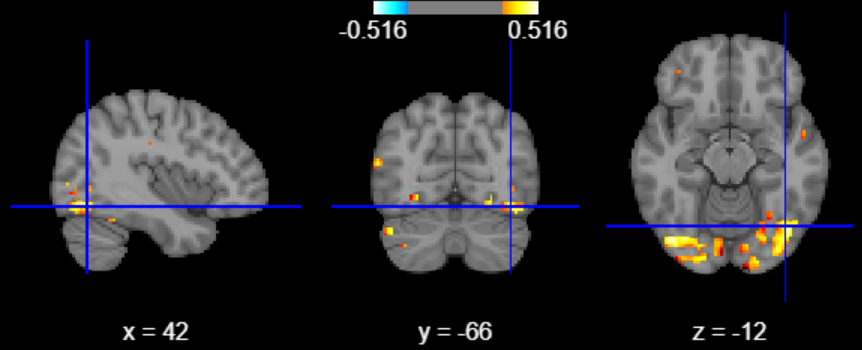 -0.516 0.516
x = 42 y = -66 z = -12